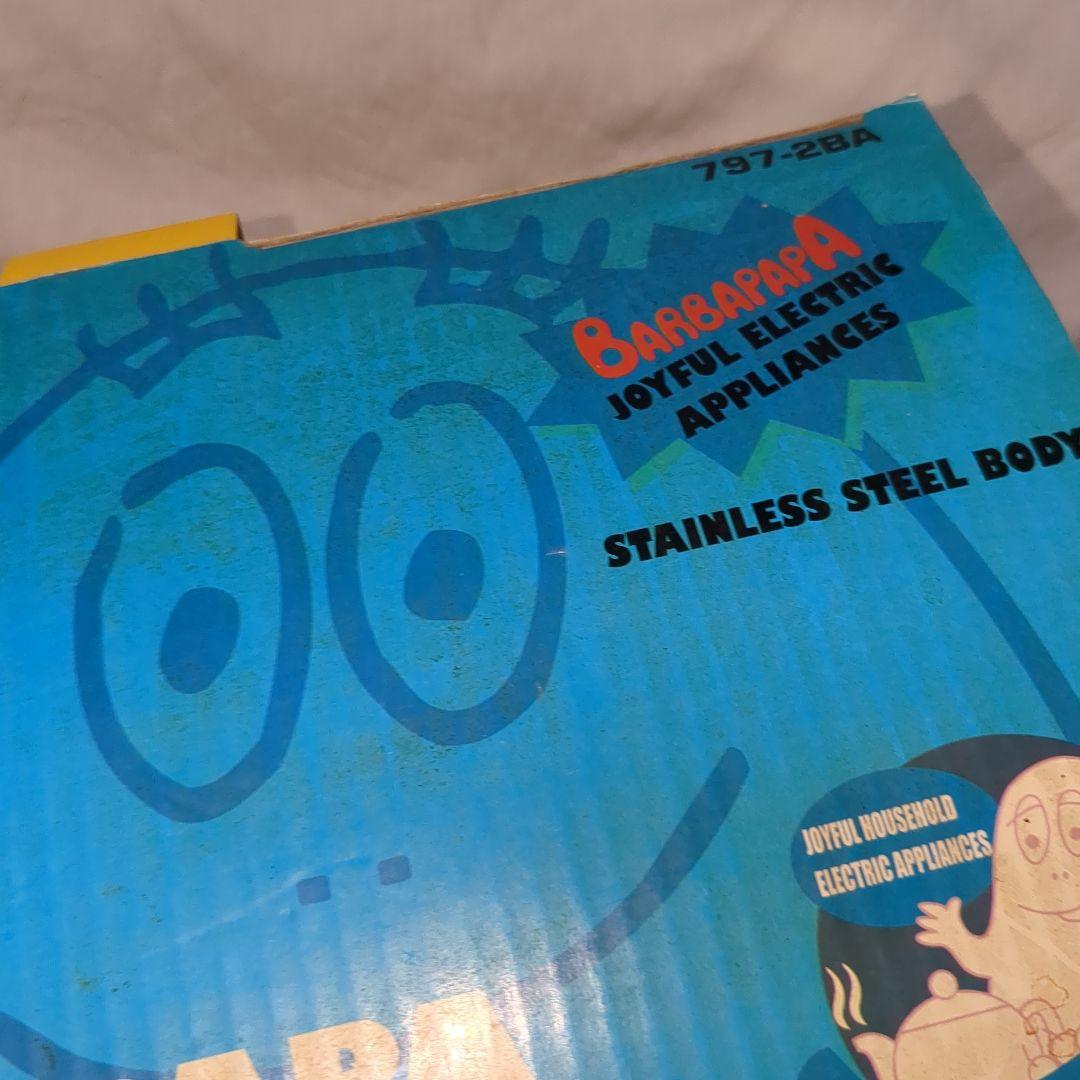 797-2BA
BARBAPAPA
JOYFUL ELECTRIC
APPLIANCES
STAINLESS STEEL BODY
JOYFUL HOUSEHOLD
ELECTRIC APPLIANCES